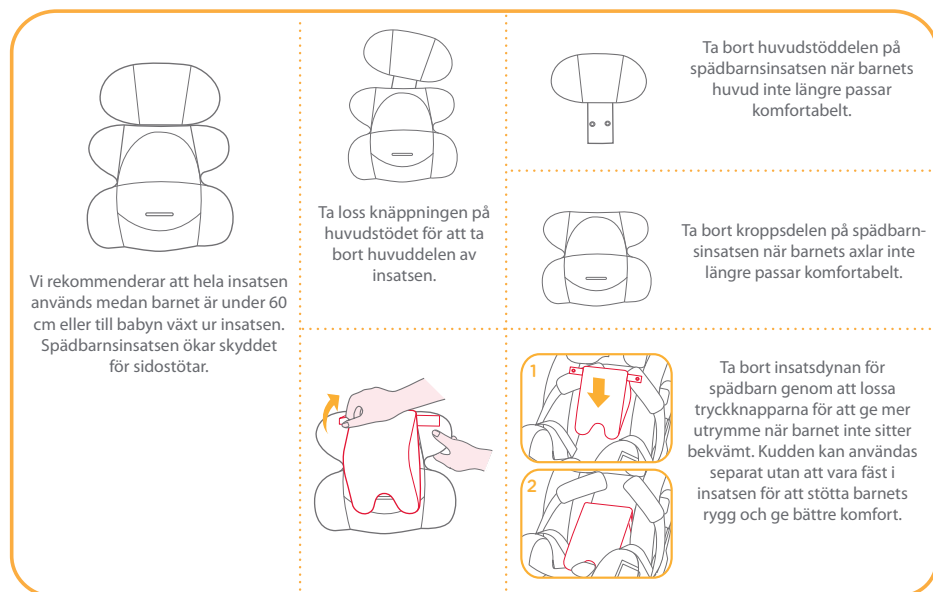 Vi rekommenderar att hela insatsen
används medan barnet är under 60
cm eller till babyn växt ur insatsen.
Spädbarnsinsatsen ökar skyddet
för sidostötar.
Ta loss knäppningen på
huvudstödet för att ta
bort huvuddelen av
insatsen.
Ta bort huvudstöddelen på
spädbarnsinsatsen när barnets
huvud inte längre passar
komfortabelt.
Ta bort kroppsdelen på spädbarn-
sinsatsen när barnets axlar inte
längre passar komfortabelt.
1
2
Ta bort insatsdynan för
spädbarn genom att lossa
tryckknapparna för att ge mer
utrymme när barnet inte sitter
bekvämt. Kudden kan användas
separat utan att vara fäst i
insatsen för att stötta barnets
rygg och ge bättre komfort.